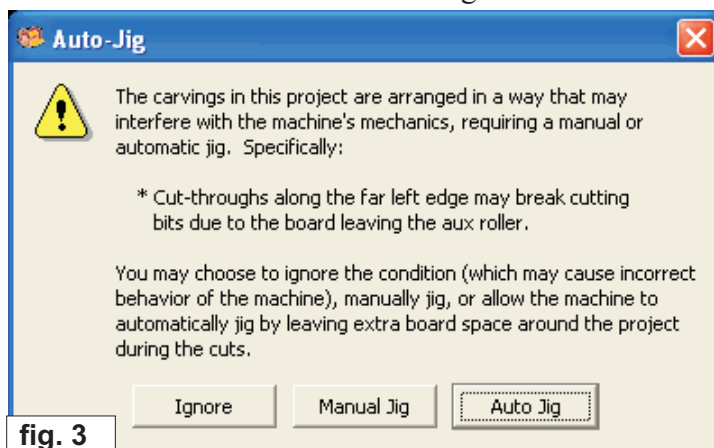 Auto-Jig
The carvings in this project are arranged in a way that may
interfere with the machine's mechanics, requiring a manual or
automatic jig.  Specifically:
* Cut-throughs along the far left edge may break cutting
bits due to the board leaving the aux roller.
You may choose to ignore the condition (which may cause incorrect
behavior of the machine), manually jig, or allow the machine to
automatically jig by leaving extra board space around the project
during the cuts.
Ignore
Manual Jig
Auto Jig
fig. 3